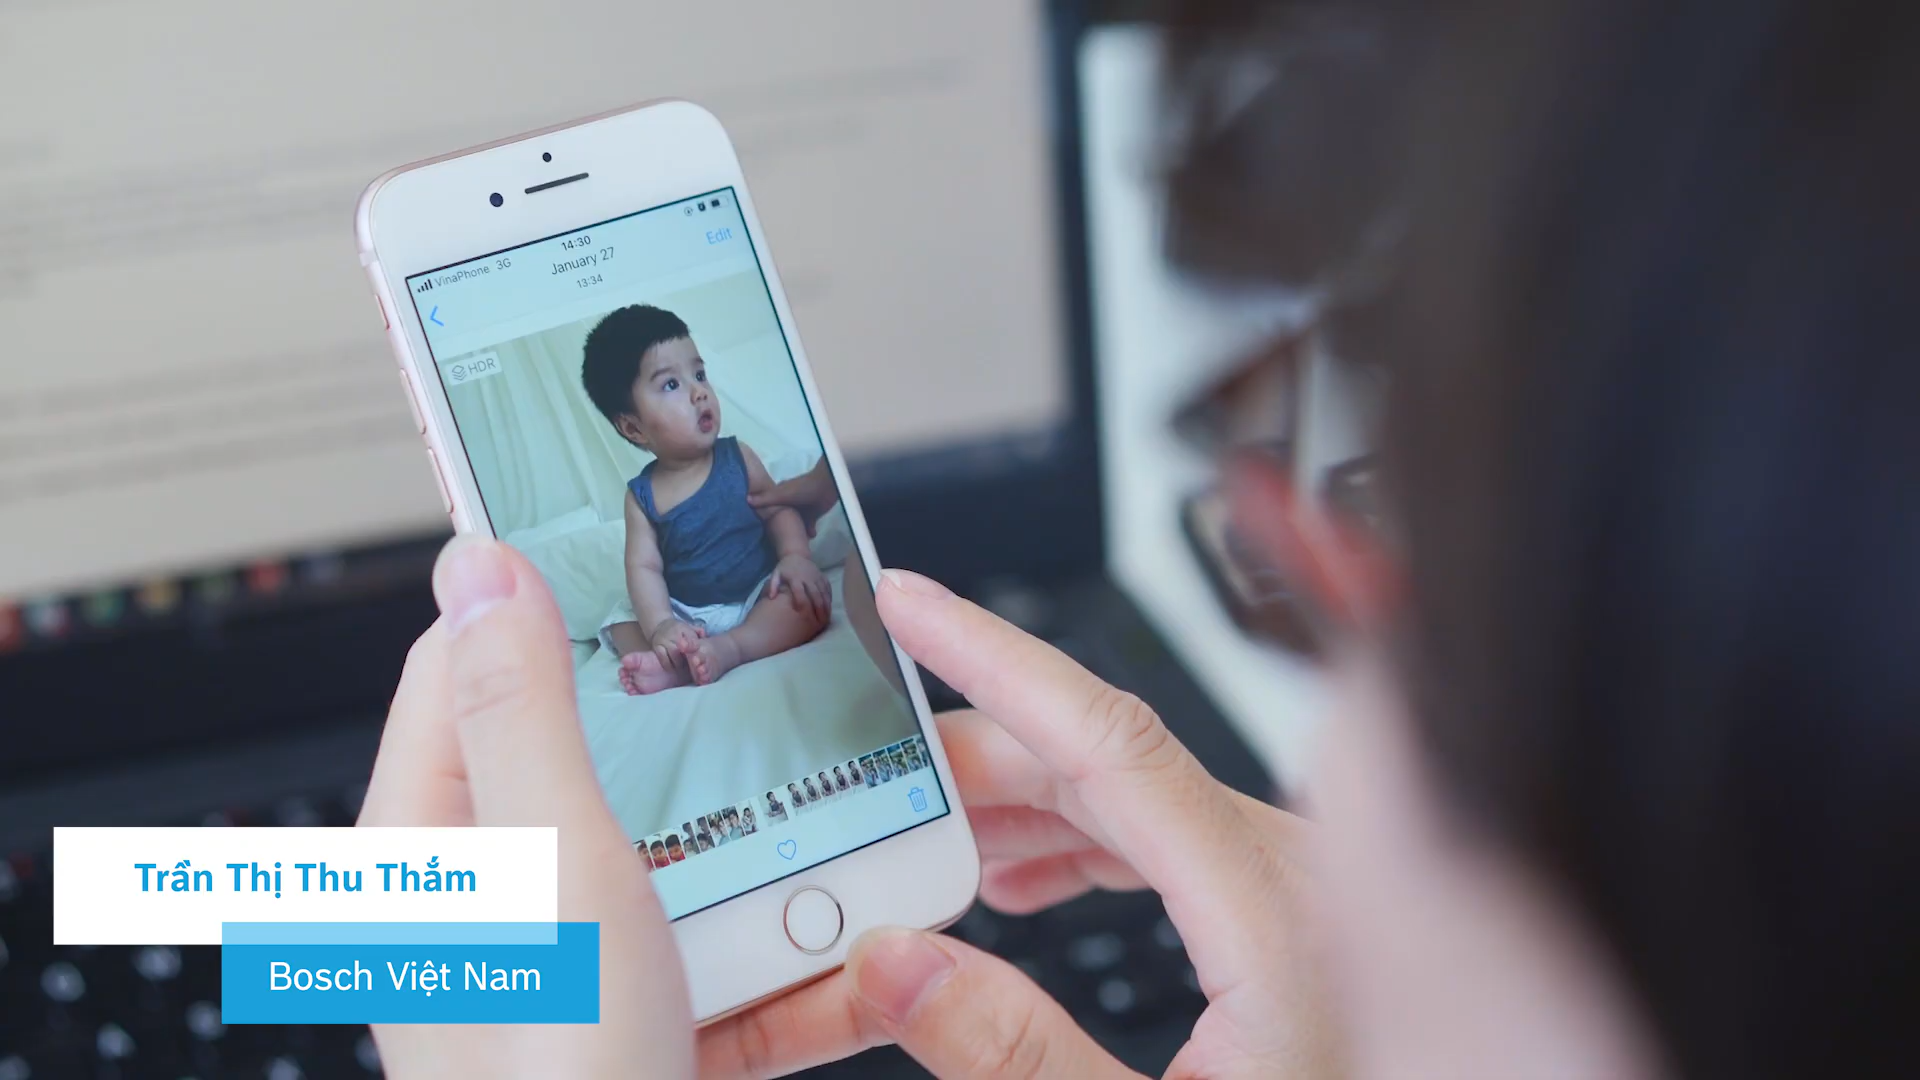 VinaPhone 3G
14:30
January 27
13:34
Edit
HDR
Trần Thị Thu Thắm
Bosch Việt Nam